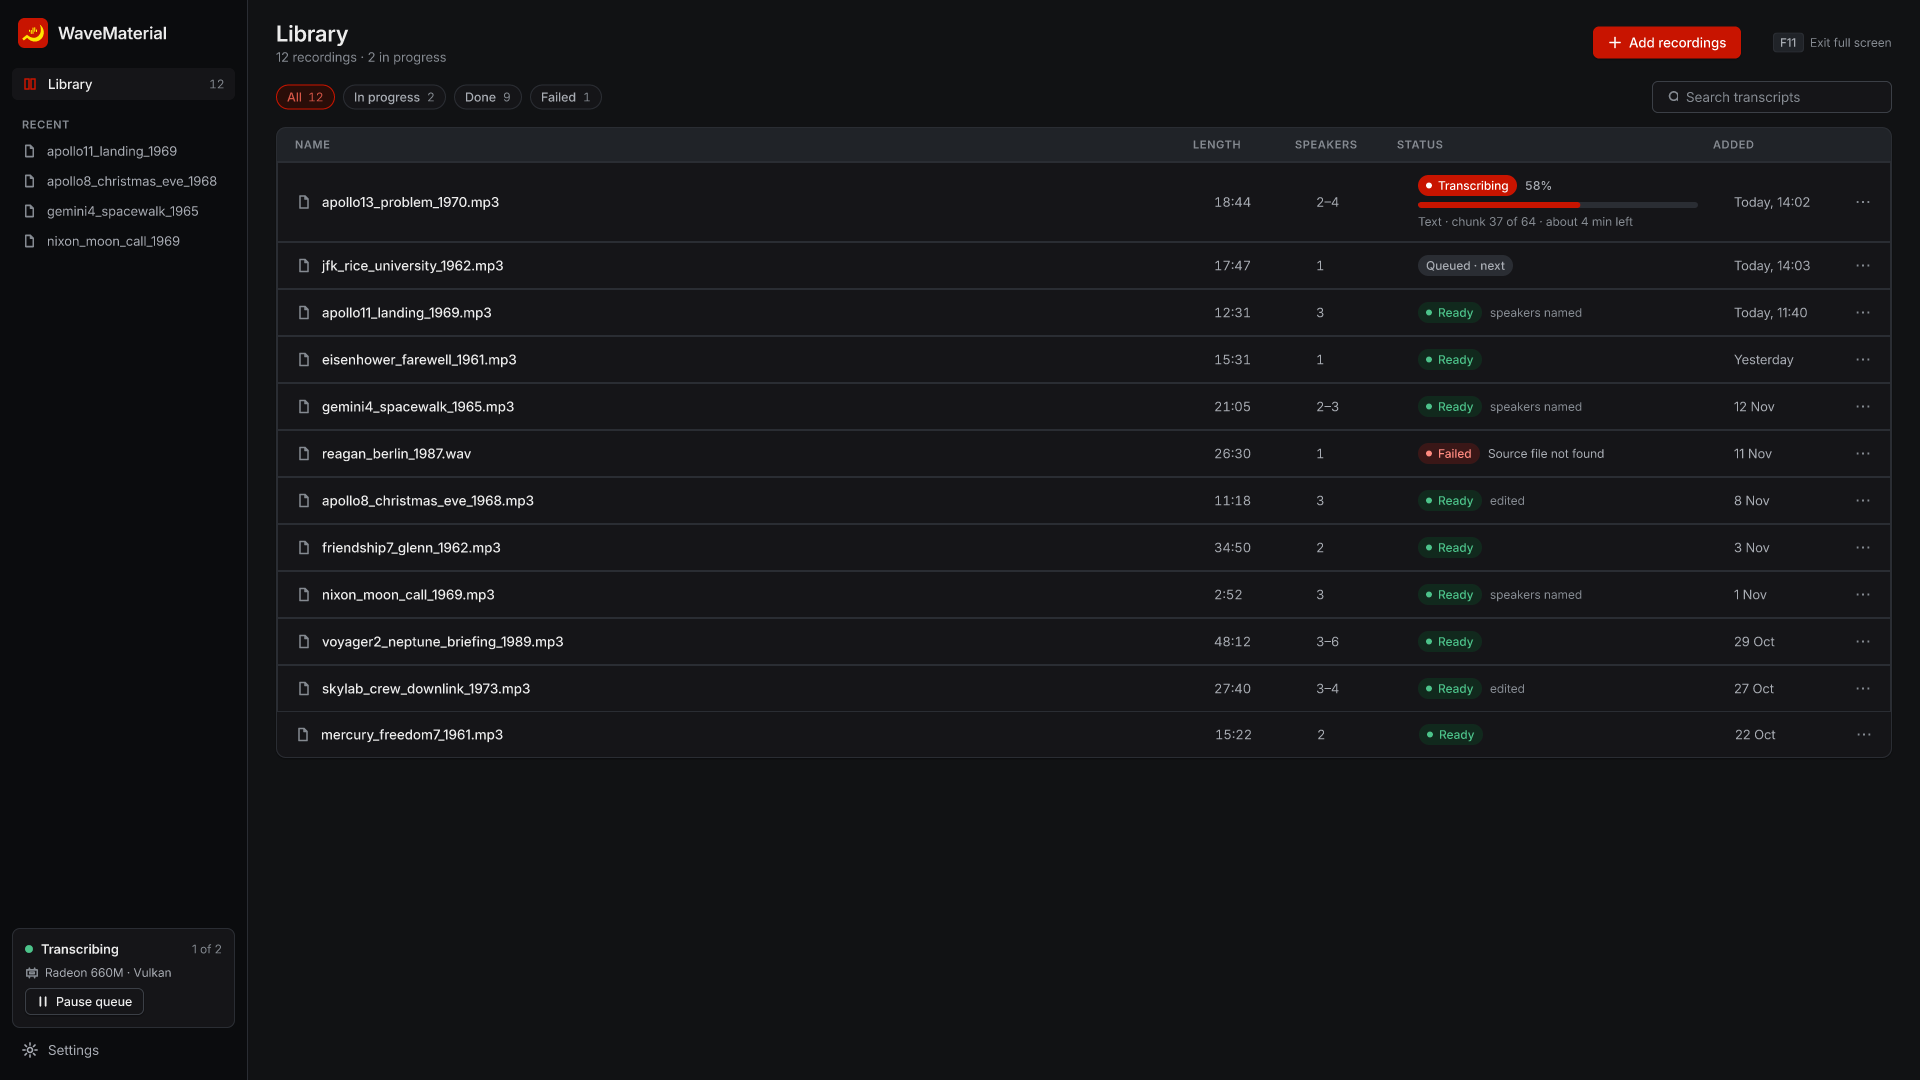 WaveMaterial
Library 12
RECENT
apollo11_landing_1969
apollo8_christmas_eve_1968
gemini4_spacewalk_1965
nixon_moon_call_1969
Transcribing 1 of 2
Radeon 660M · Vulkan
Pause queue
Settings
Library
12 recordings · 2 in progress
Add recordings
F11 Exit full screen
All 12 In progress 2 Done 9 Failed 1
Search transcripts
NAME LENGTH SPEAKERS STATUS ADDED
apollo13_problem_1970.mp3 18:44 2–4 Transcribing 58% Today, 14:02
Text · chunk 37 of 64 · about 4 min left
jfk_rice_university_1962.mp3 17:47 1 Queued · next Today, 14:03
apollo11_landing_1969.mp3 12:31 3 Ready speakers named Today, 11:40
eisenhower_farewell_1961.mp3 15:31 1 Ready Yesterday
gemini4_spacewalk_1965.mp3 21:05 2–3 Ready speakers named 12 Nov
reagan_berlin_1987.wav 26:30 1 Failed Source file not found 11 Nov
apollo8_christmas_eve_1968.mp3 11:18 3 Ready edited 8 Nov
friendship7_glenn_1962.mp3 34:50 2 Ready 3 Nov
nixon_moon_call_1969.mp3 2:52 3 Ready speakers named 1 Nov
voyager2_neptune_briefing_1989.mp3 48:12 3–6 Ready 29 Oct
skylab_crew_downlink_1973.mp3 27:40 3–4 Ready edited 27 Oct
mercury_freedom7_1961.mp3 15:22 2 Ready 22 Oct